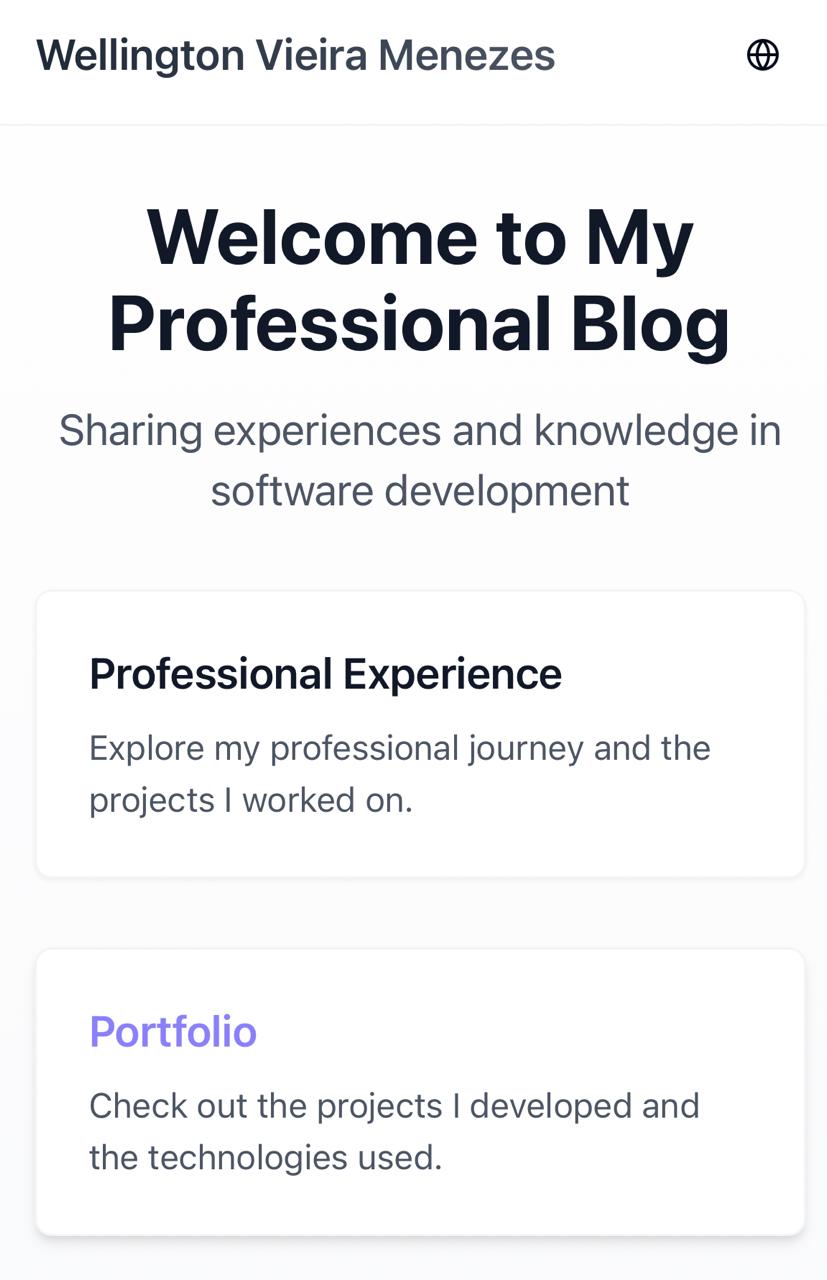 Wellington Vieira Menezes
Welcome to My
Professional Blog
Sharing experiences and knowledge in
software development
Professional Experience
Explore my professional journey and the
projects I worked on.
Portfolio
Check out the projects I developed and
the technologies used.